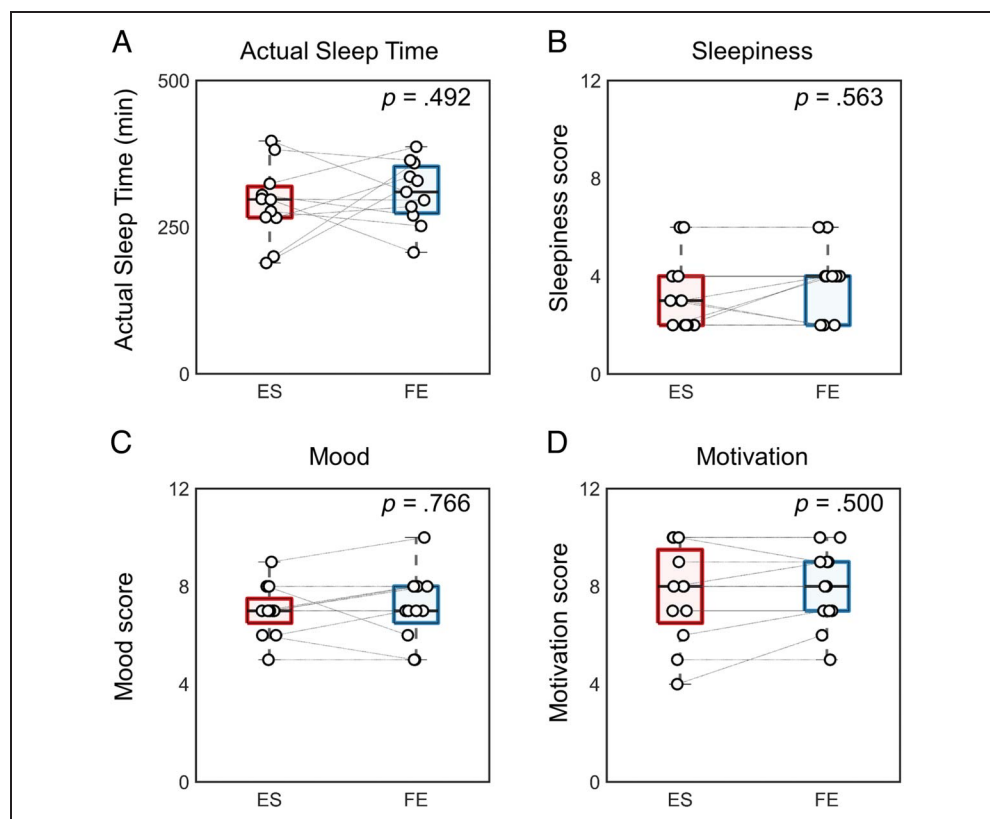 A
Actual Sleep Time
Actual Sleep Time (min)
500
250
0
p = .492
ES
FE
B
Sleepiness
Sleepiness score
12
8
4
0
p = .563
ES
FE
C
Mood
Mood score
12
8
4
0
p = .766
ES
FE
D
Motivation
Motivation score
12
8
4
0
p = .500
ES
FE